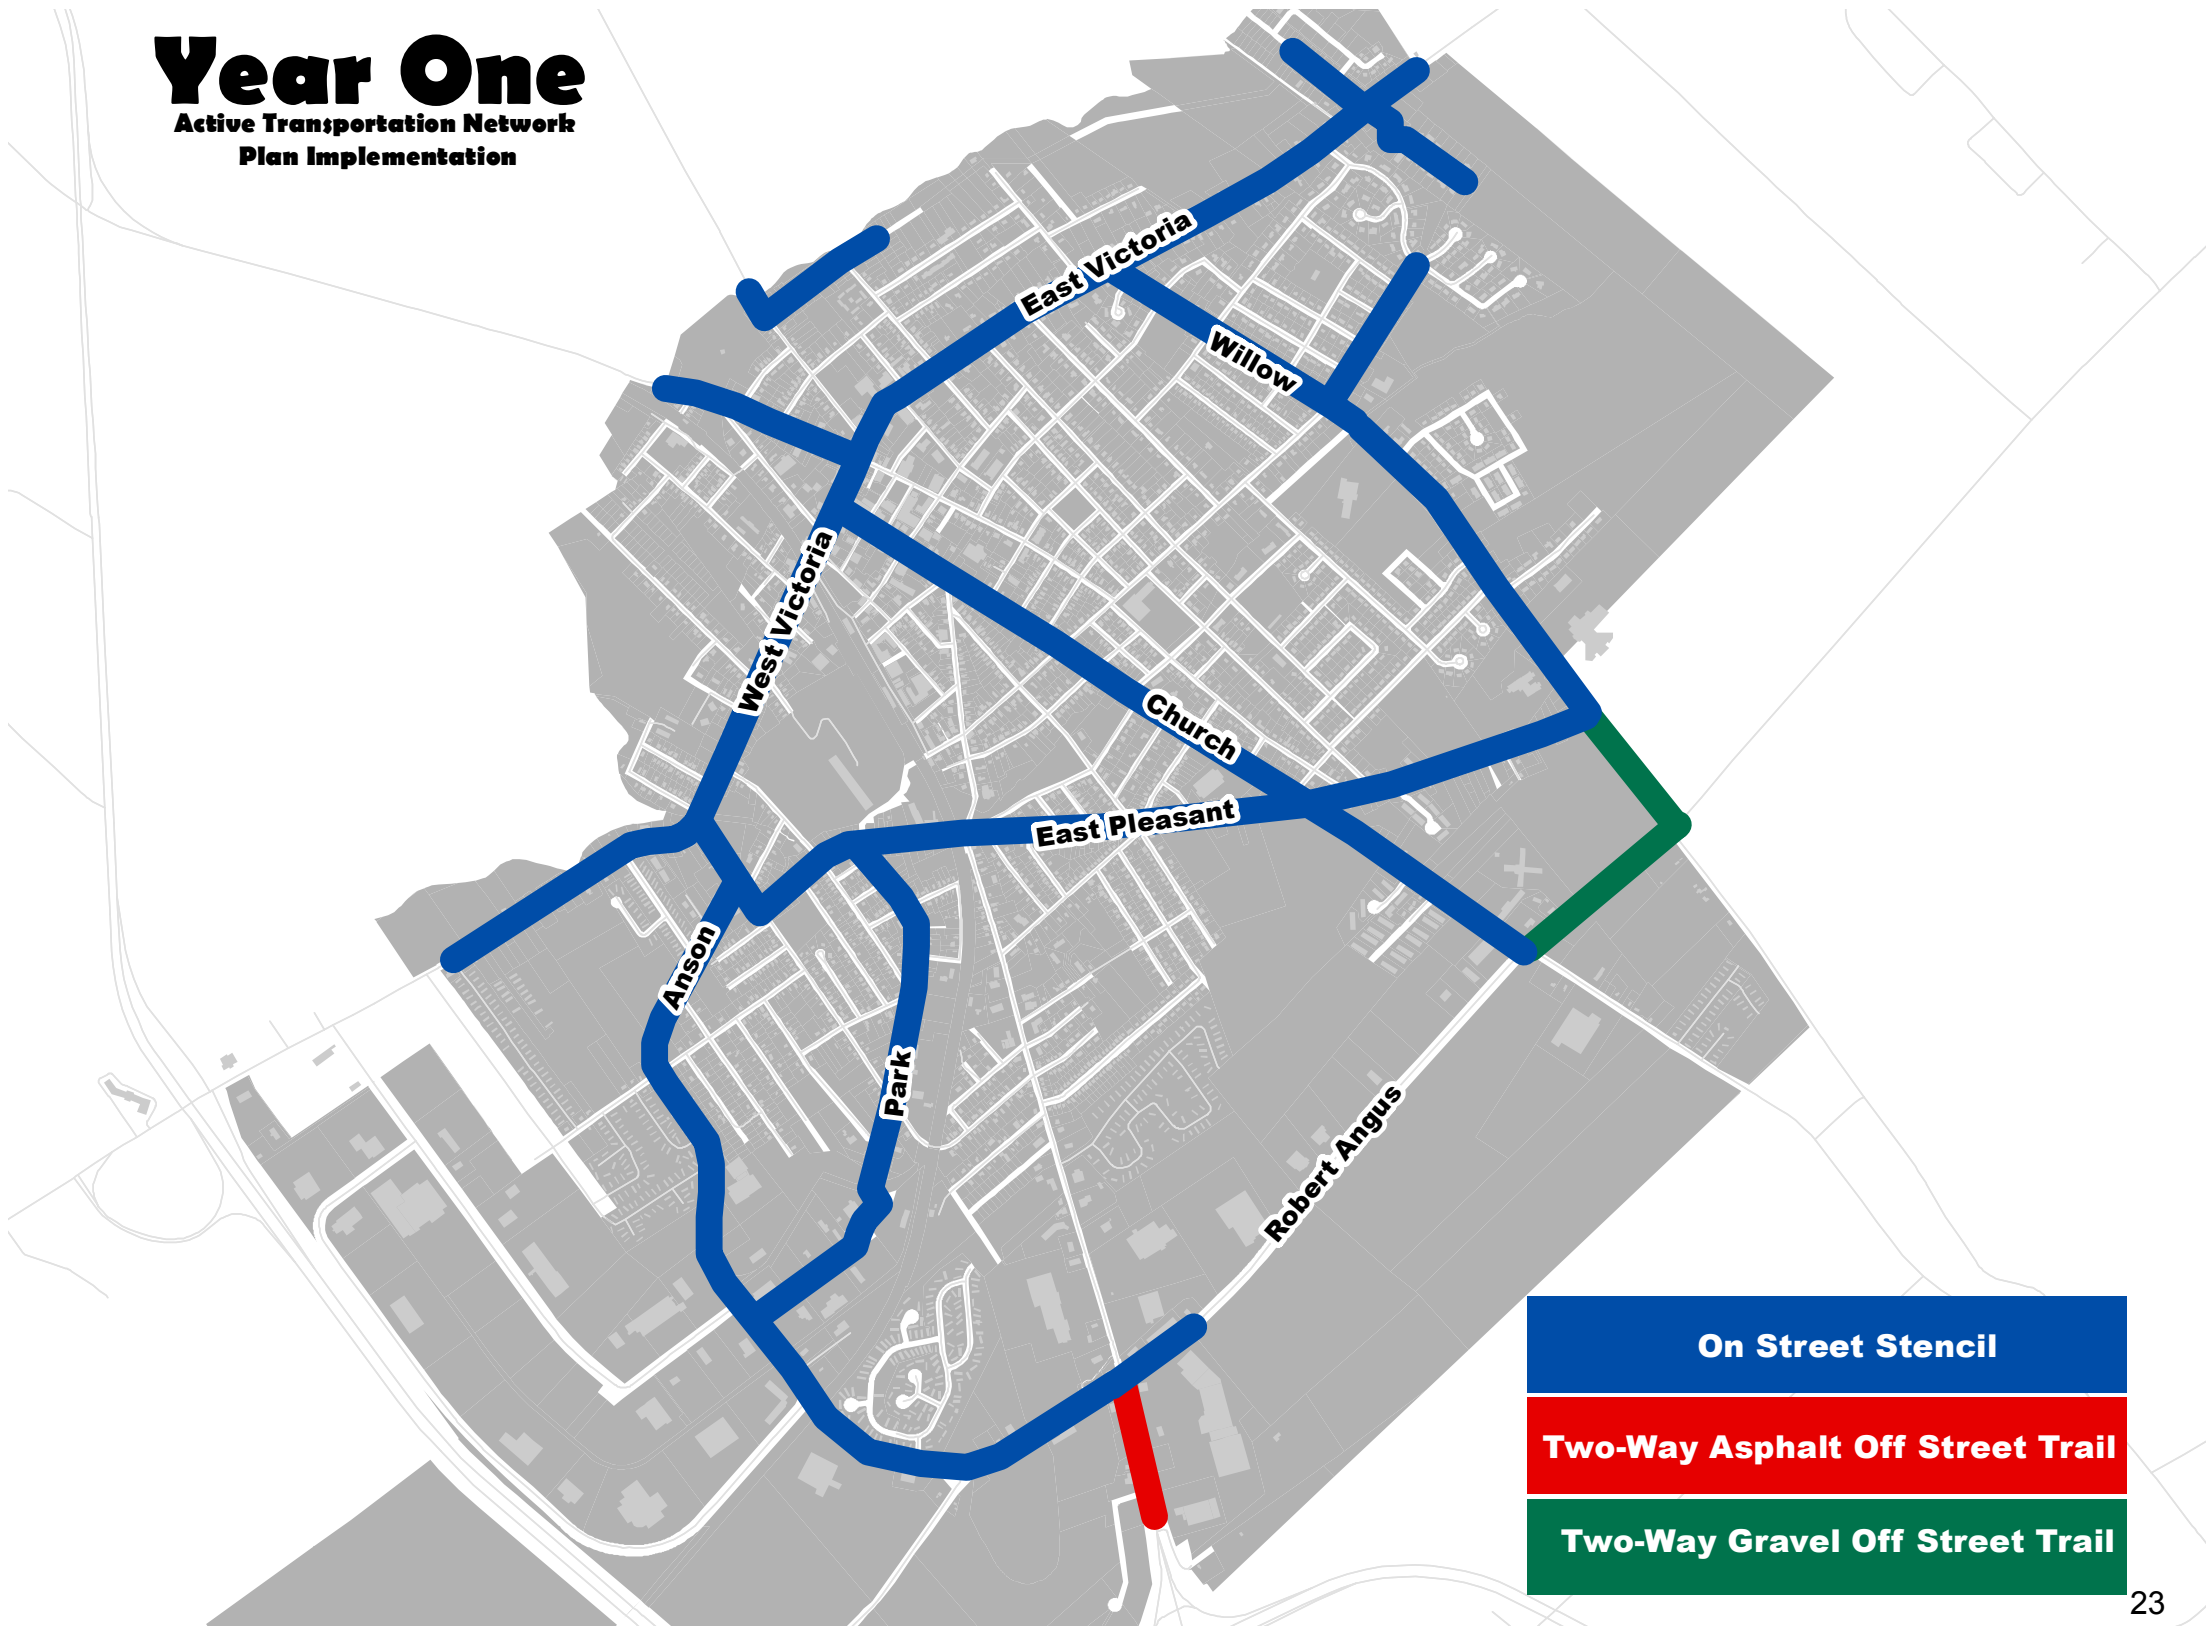 Year One
Active Transportation Network
Plan Implementation
East Victoria
Willow
West Victoria
Church
East Pleasant
Anson
Park
Robert Angus
On Street Stencil
Two-Way Asphalt Off Street Trail
Two-Way Gravel Off Street Trail
23